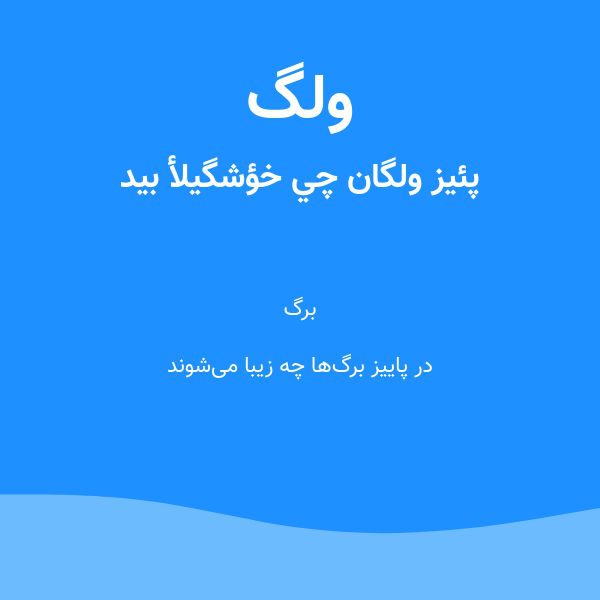 ولگ
پئيز ولگان چي خؤشگيلأ بيد
برگ
در پاییز برگ‌ها چه زیبا می‌شوند